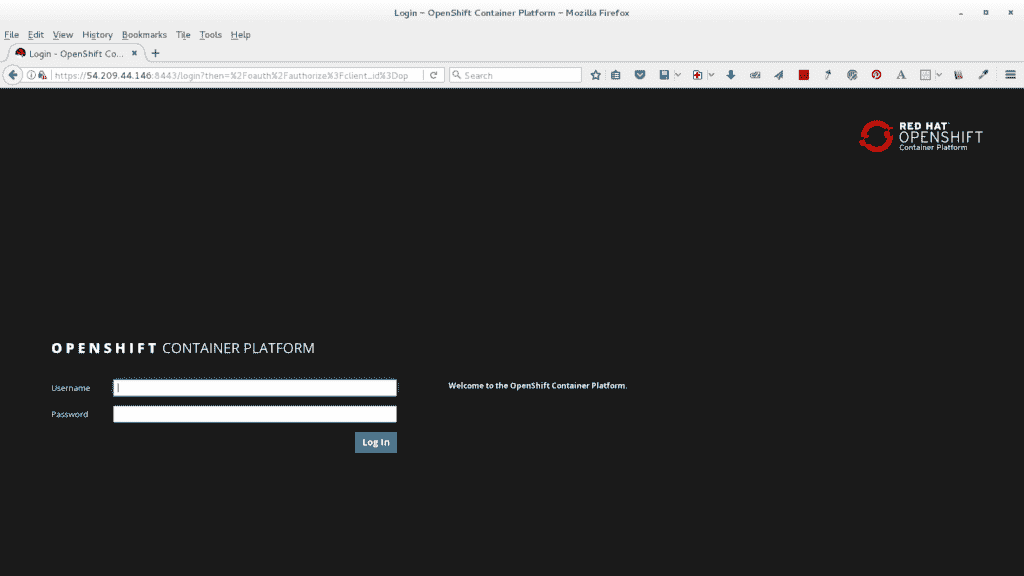 Login - OpenShift Container Platform - Mozilla Firefox
File Edit View History Bookmarks Tile Tools Help
Login - OpenShift Co...
https://54.209.44.146:8443/login?then=%2Foauth%2Fauthorize%3Fclient_id%3Dop
Search
RED HAT
OPENSHIFT
Container Platform
OPENSHIFT CONTAINER PLATFORM
Username
Welcome to the OpenShift Container Platform.
Password
Log In